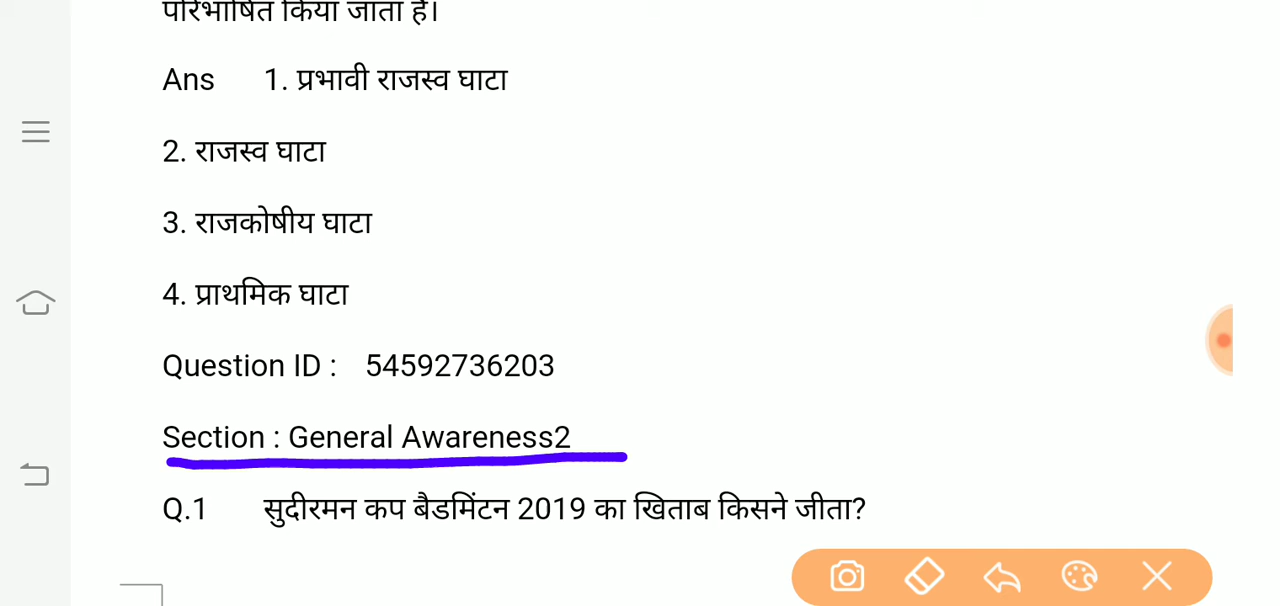 परिभाषित किया जाता है।
Ans 1. प्रभावी राजस्व घाटा
2. राजस्व घाटा
3. राजकोषीय घाटा
4. प्राथमिक घाटा
Question ID : 54592736203
Section : General Awareness2
Q.1 सुदीरमन कप बैडमिंटन 2019 का खिताब किसने जीता?